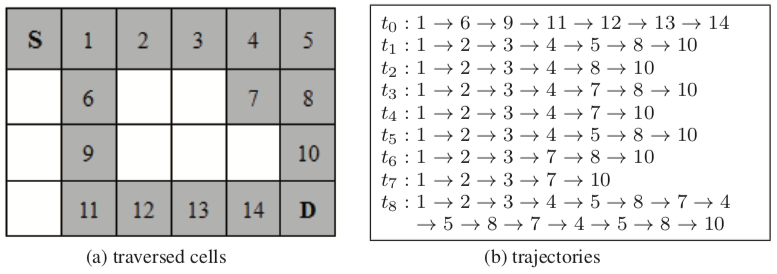 S 1 2 3 4 5
6 7 8
9 10
11 12 13 14 D
(a) traversed cells
t₀ : 1 → 6 → 9 → 11 → 12 → 13 → 14
t₁ : 1 → 2 → 3 → 4 → 5 → 8 → 10
t₂ : 1 → 2 → 3 → 4 → 8 → 10
t₃ : 1 → 2 → 3 → 4 → 7 → 8 → 10
t₄ : 1 → 2 → 3 → 4 → 7 → 10
t₅ : 1 → 2 → 3 → 4 → 5 → 8 → 10
t₆ : 1 → 2 → 3 → 7 → 8 → 10
t₇ : 1 → 2 → 3 → 7 → 10
t₈ : 1 → 2 → 3 → 4 → 5 → 8 → 7 → 4
→ 5 → 8 → 7 → 4 → 5 → 8 → 10
(b) trajectories